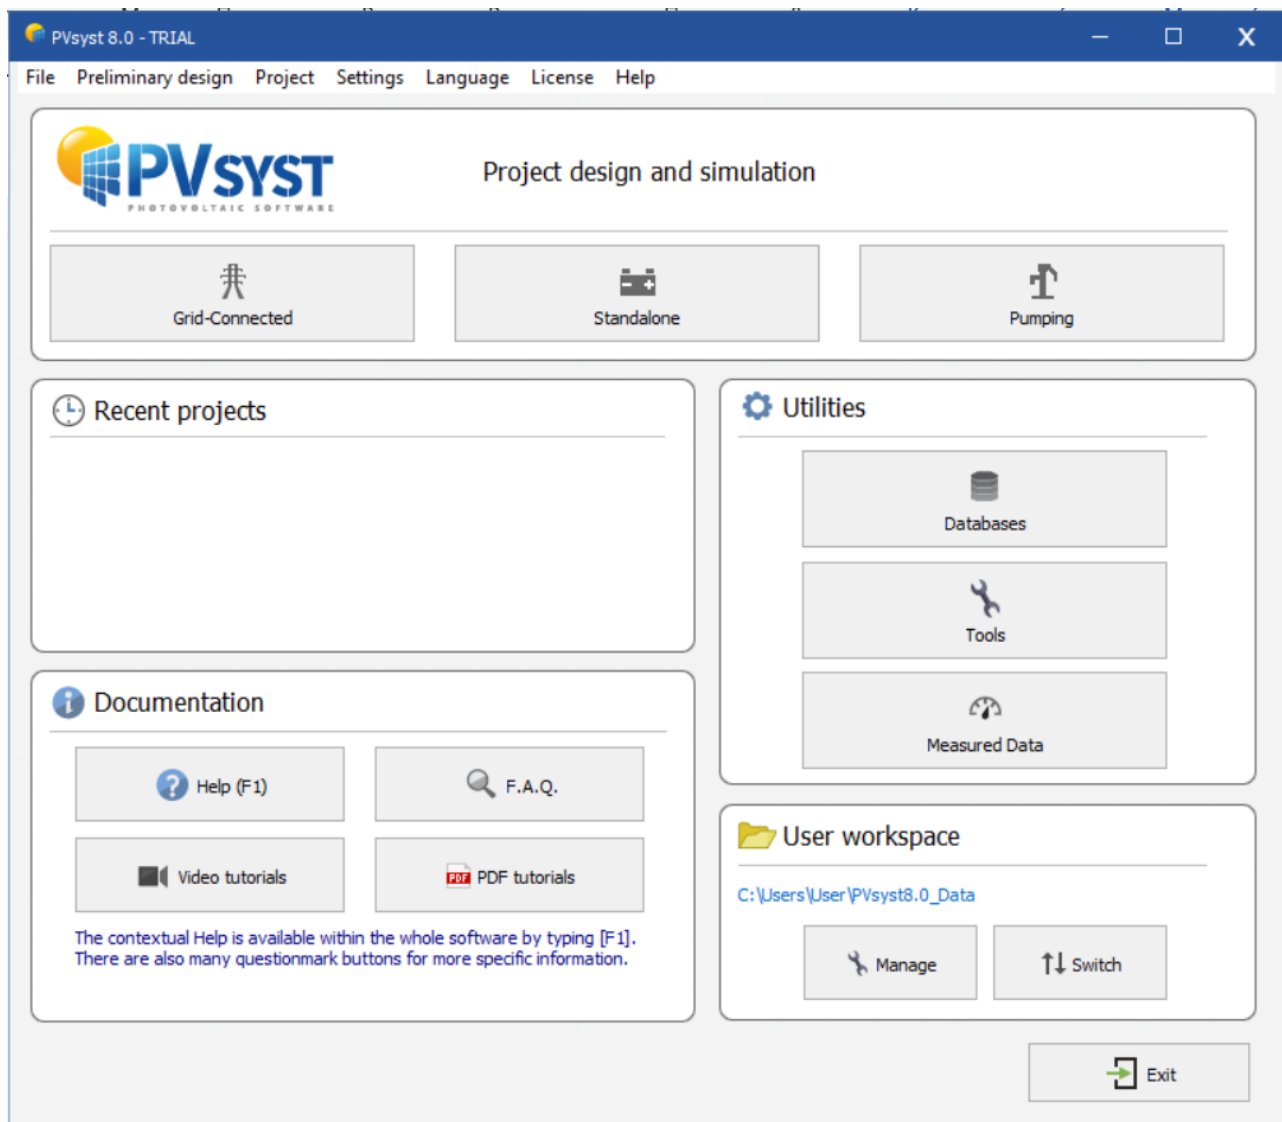 PVsyst 8.0 - TRIAL
File Preliminary design Project Settings Language License Help
PVSYST
PHOTOVOLTAIC SOFTWARE
Project design and simulation
Grid-Connected
Standalone
Pumping
Recent projects
Utilities
Databases
Tools
Measured Data
Documentation
Help (F1)
F.A.Q.
Video tutorials
PDF PDF tutorials
The contextual Help is available within the whole software by typing [F1].
There are also many questionmark buttons for more specific information.
User workspace
C:\Users\User\PVsyst8.0_Data
Manage
Switch
Exit